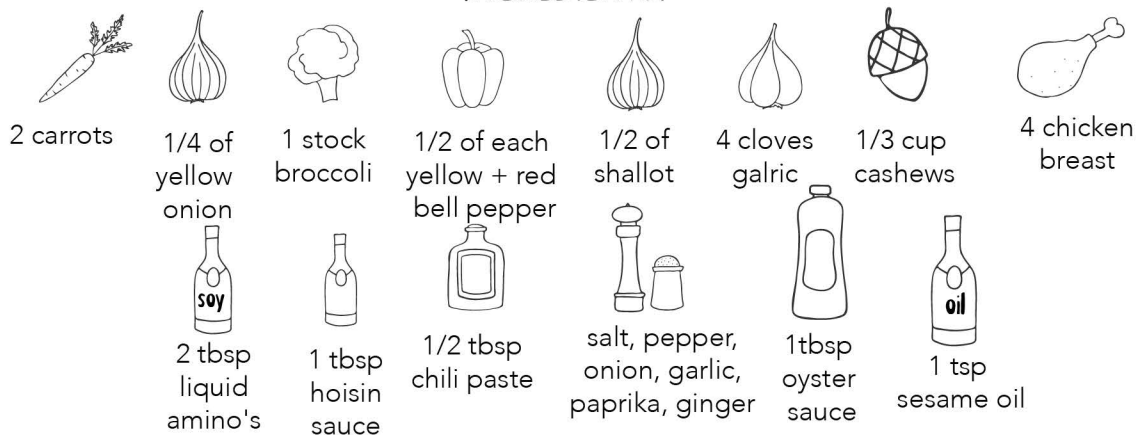 2 carrots
1/4 of
yellow
onion
1 stock
broccoli
1/2 of each
yellow + red
bell pepper
1/2 of
shallot
4 cloves
galric
1/3 cup
cashews
4 chicken
breast
soy
2 tbsp
liquid
amino's
1 tbsp
hoisin
sauce
1/2 tbsp
chili paste
salt, pepper,
onion, garlic,
paprika, ginger
1tbsp
oyster
sauce
oil
1 tsp
sesame oil